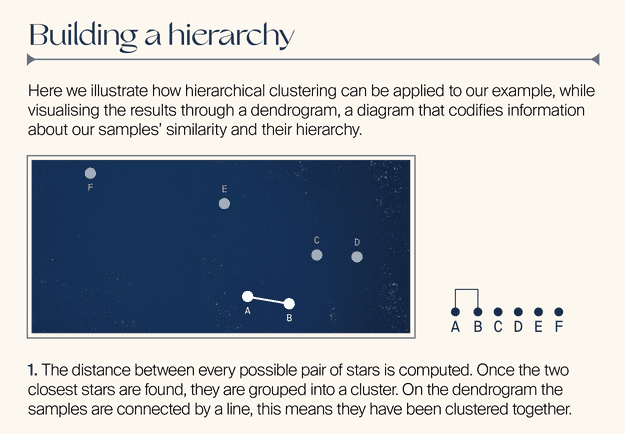 Building a hierarchy
Here we illustrate how hierarchical clustering can be applied to our example, while
visualising the results through a dendrogram, a diagram that codifies information
about our samples' similarity and their hierarchy.
F
E
C D
A
B
A B C D E F
1. The distance between every possible pair of stars is computed. Once the two
closest stars are found, they are grouped into a cluster. On the dendrogram the
samples are connected by a line, this means they have been clustered together.